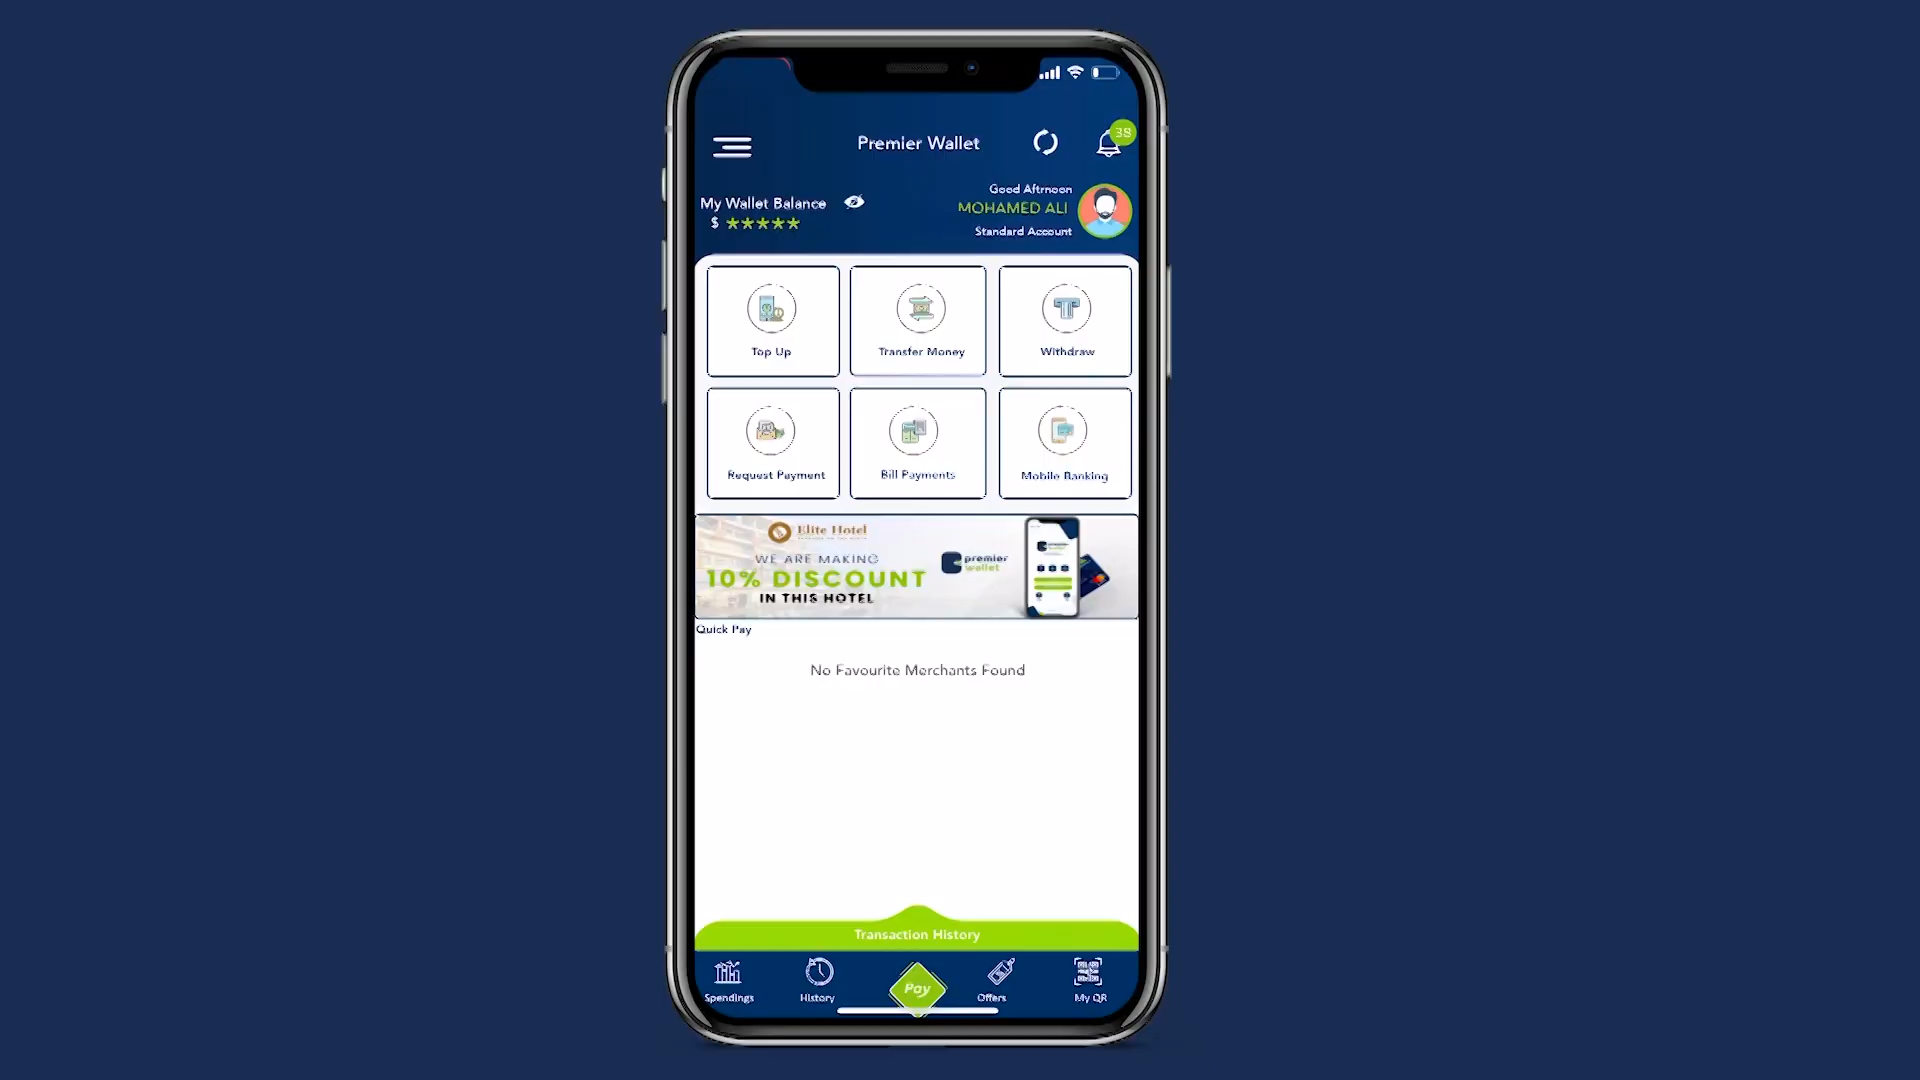 Premier Wallet
38
My Wallet Balance
$ ★★★★★
Good Aftrnoon
MOHAMED ALI
Standard Account
Top Up
Transfer Money
Withdraw
Request Payment
Bill Payments
Mobile Banking
Elite Hotel
WE ARE MAKING
10% DISCOUNT
IN THIS HOTEL
premier
wallet
Quick Pay
No Favourite Merchants Found
Transaction History
Spendings
History
Pay
Offers
My QR